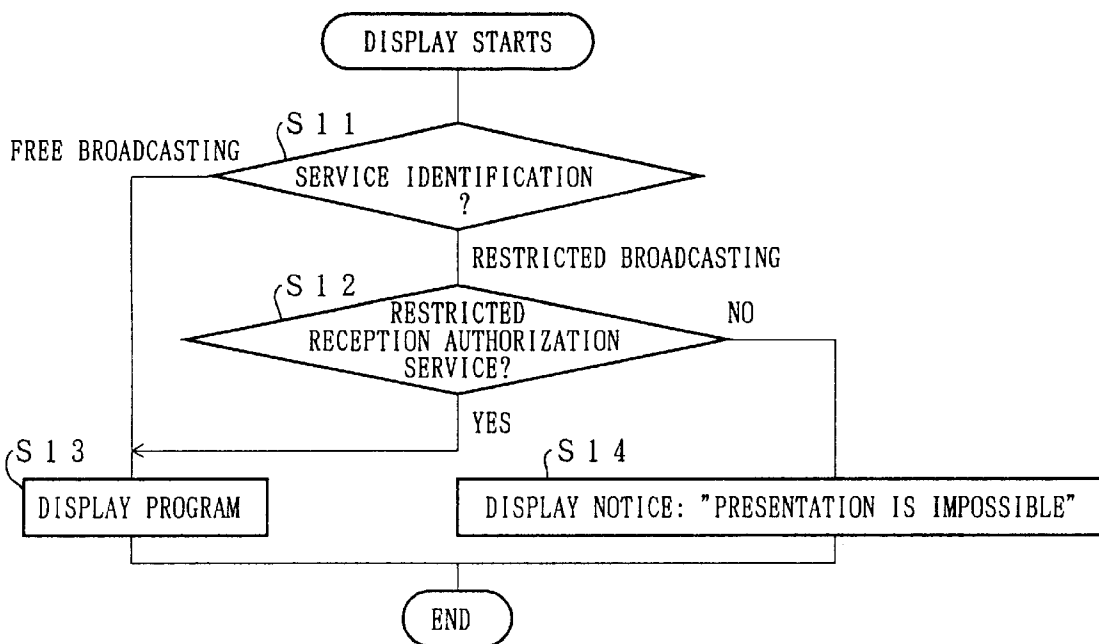 DISPLAY STARTS
S11
FREE BROADCASTING
SERVICE IDENTIFICATION
?
RESTRICTED BROADCASTING
S12
RESTRICTED
RECEPTION AUTHORIZATION
SERVICE?
NO
YES
S13
S14
DISPLAY PROGRAM
DISPLAY NOTICE: "PRESENTATION IS IMPOSSIBLE"
END